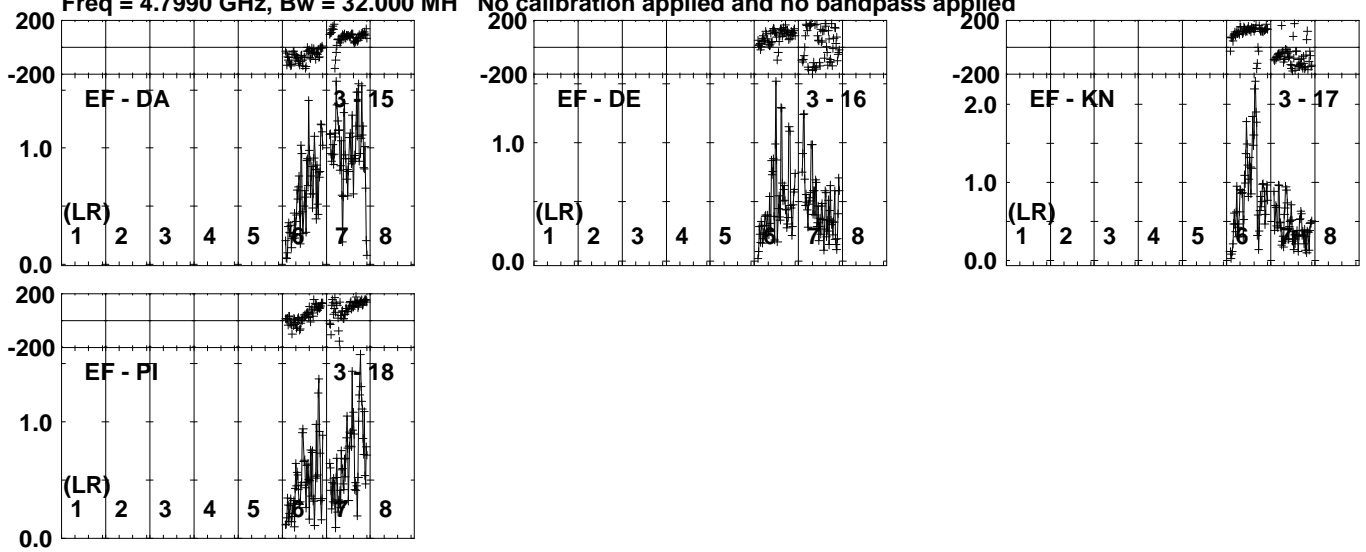 Freq = 4.7990 GHz, Bw = 32.000 MH No calibration applied and no bandpass applied
200
-200
EF - DA 3 - 15
1.0
(LR)
1 2 3 4 5 6 7 8
0.0
200
-200
EF - DE 3 - 16
1.0
(LR)
1 2 3 4 5 6 7 8
0.0
200
-200
EF - KN 3 - 17
2.0
1.0
(LR)
1 2 3 4 5 6 7 8
0.0
200
-200
EF - PI 3 - 18
1.0
(LR)
1 2 3 4 5 6 7 8
0.0